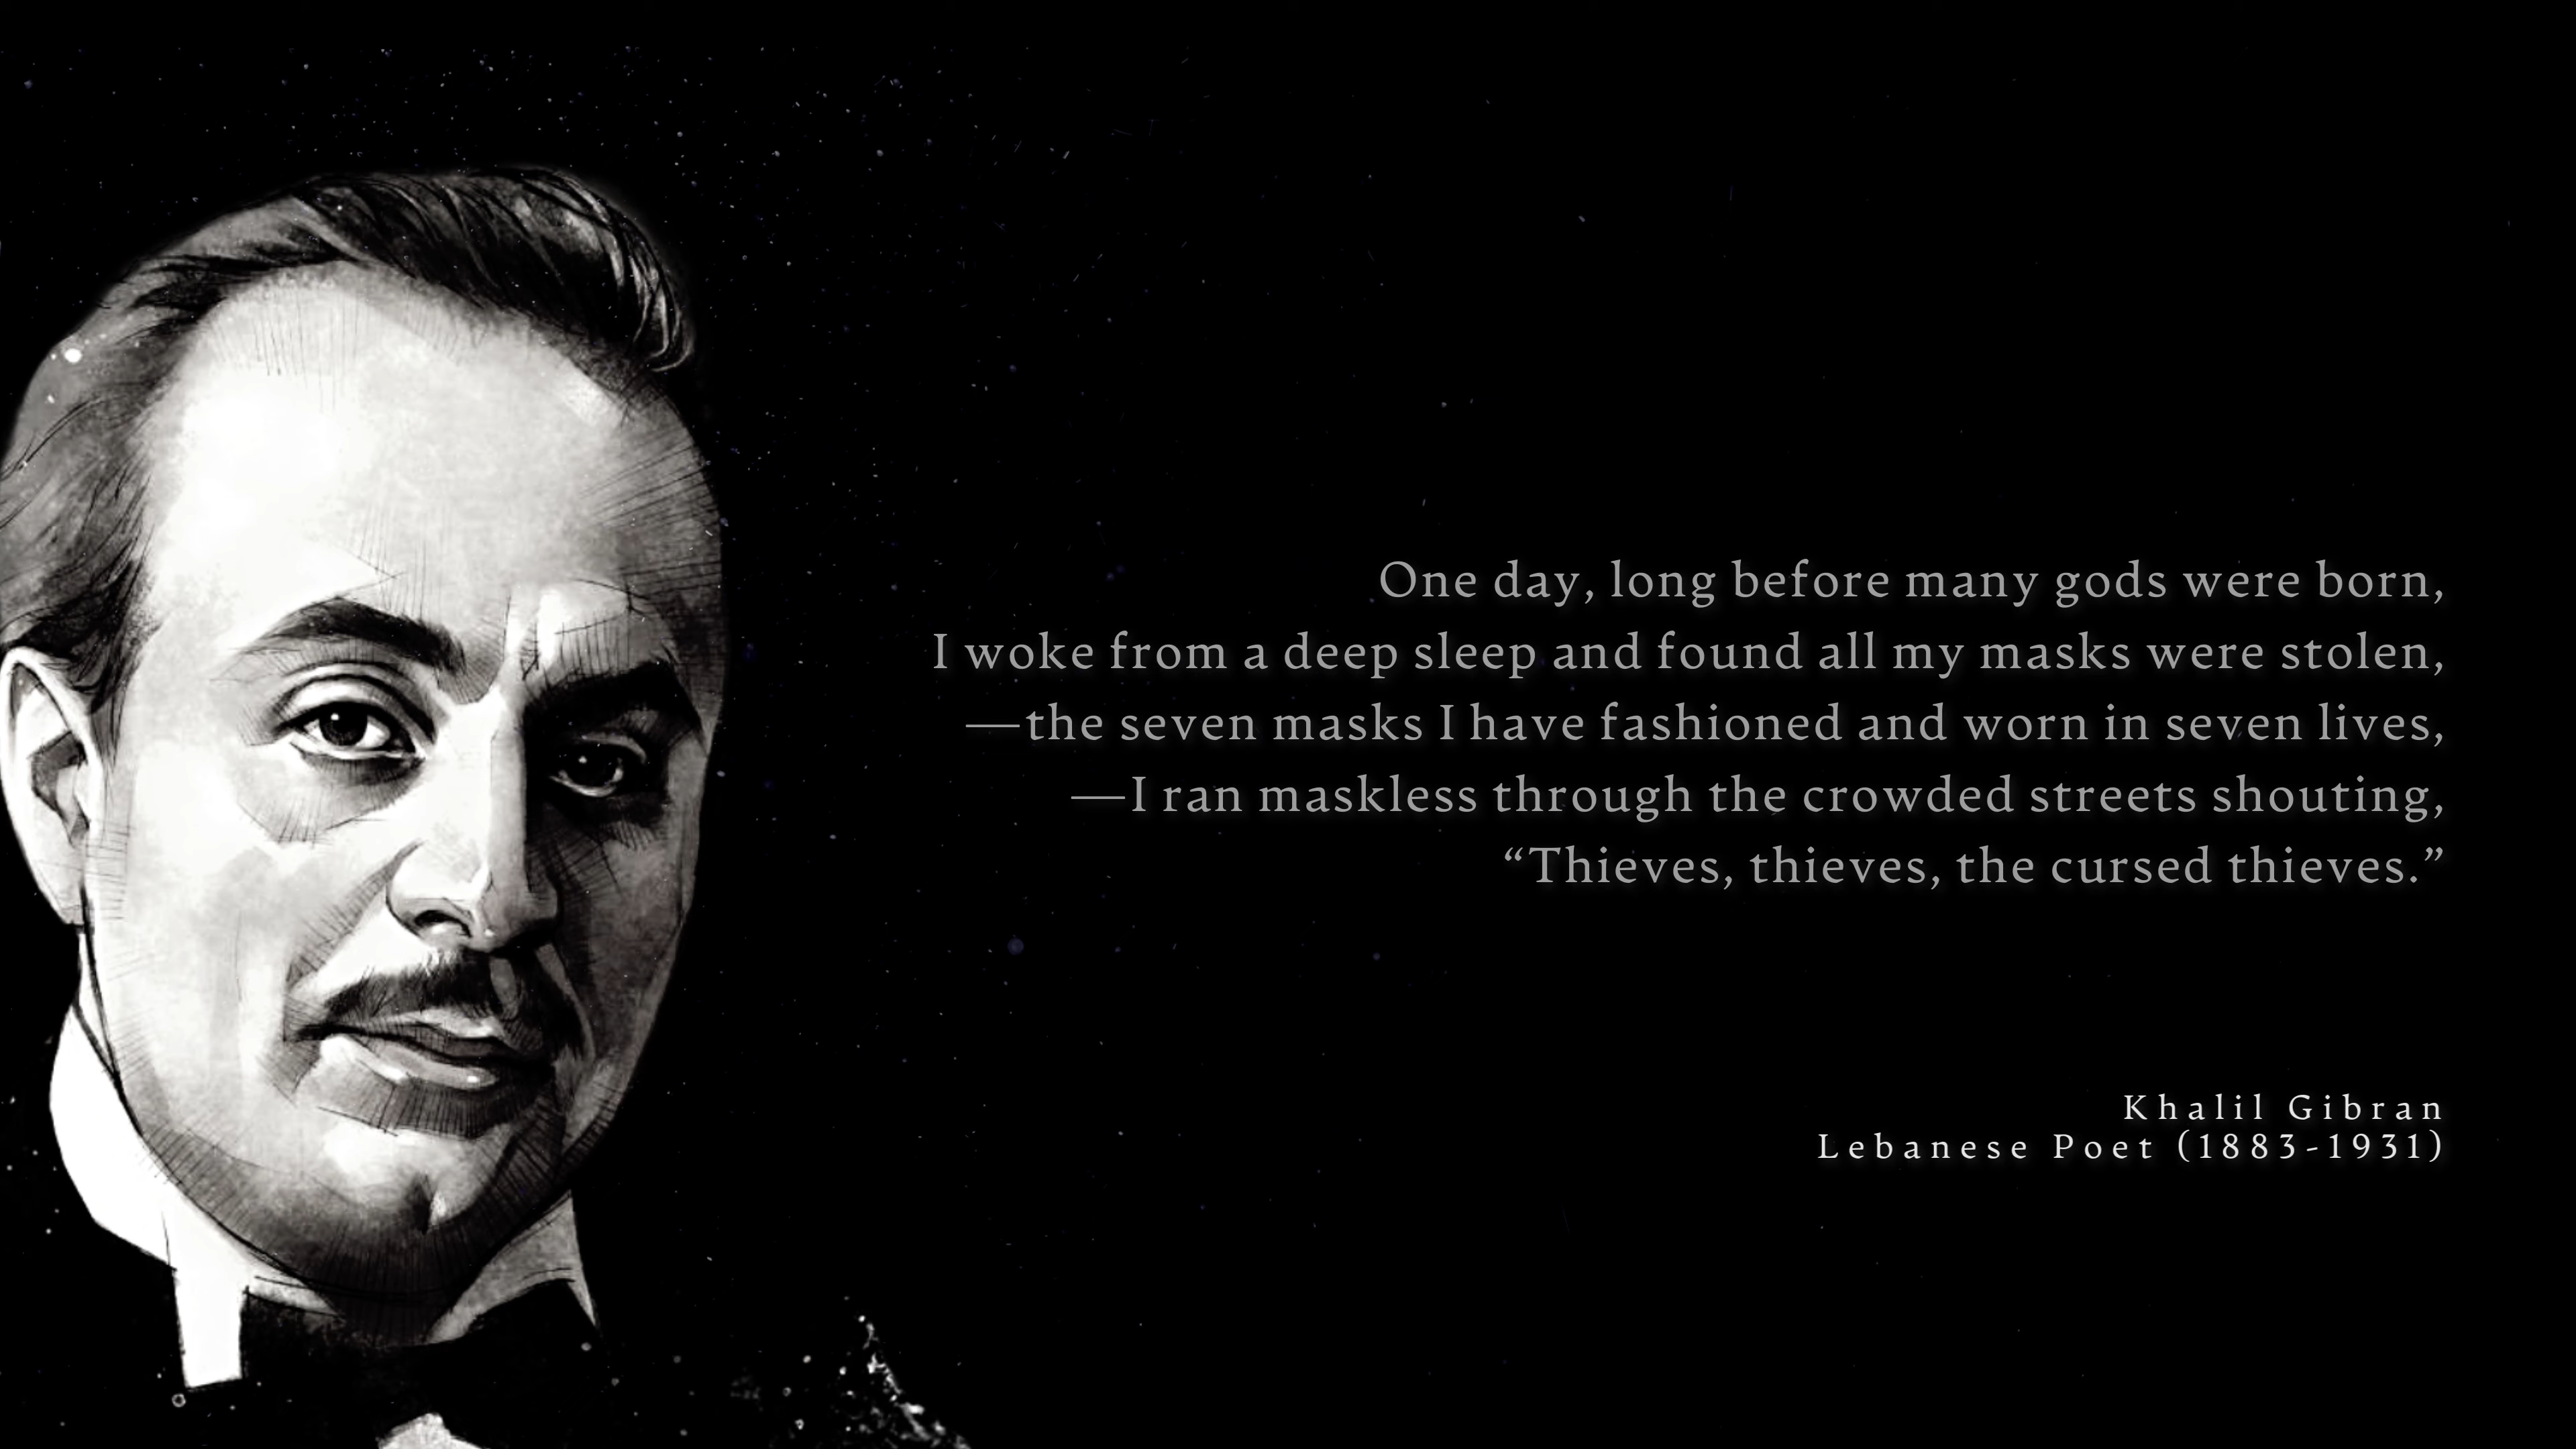 One day, long before many gods were born,
I woke from a deep sleep and found all my masks were stolen,
—the seven masks I have fashioned and worn in seven lives,
—I ran maskless through the crowded streets shouting,
“Thieves, thieves, the cursed thieves.”
Khalil Gibran
Lebanese Poet (1883-1931)